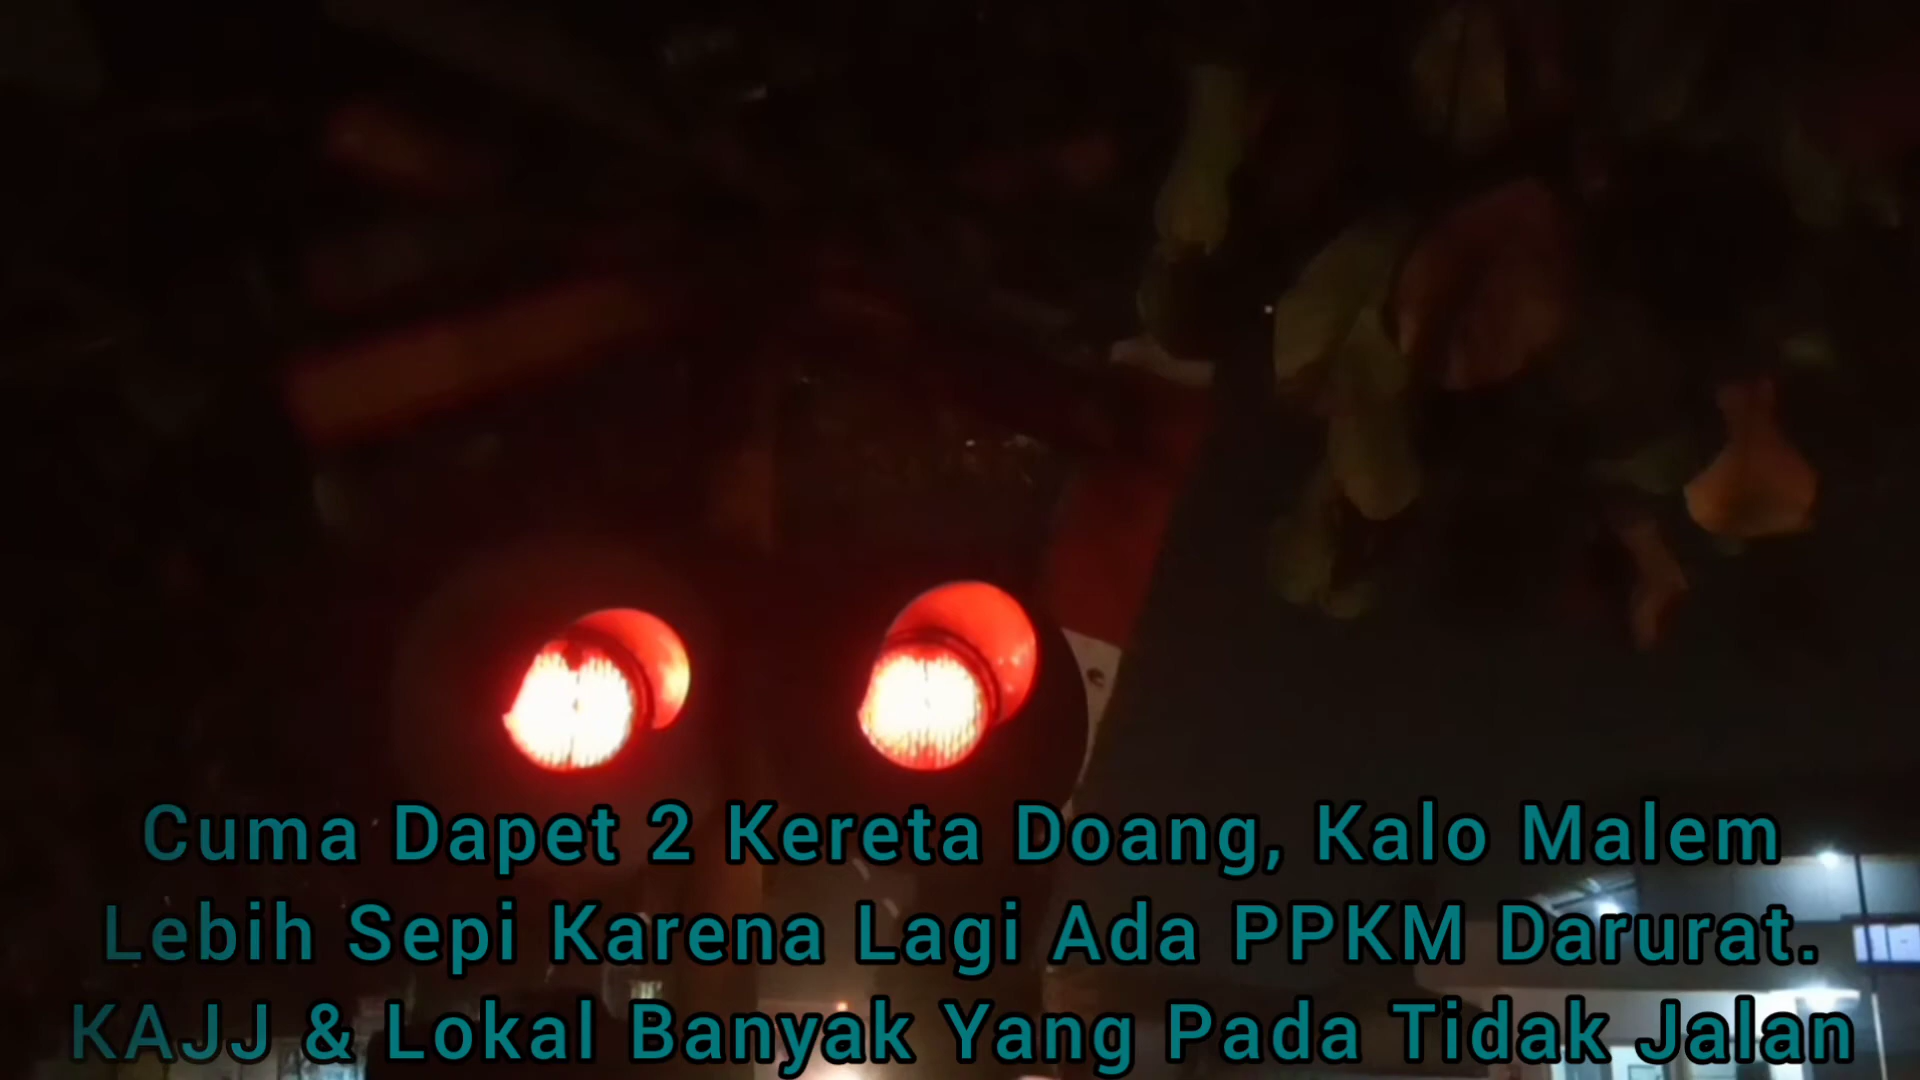 Cuma Dapet 2 Kereta Doang, Kalo Malem
Lebih Sepi Karena Lagi Ada PPKM Darurat.
KAJJ & Lokal Banyak Yang Pada Tidak Jalan